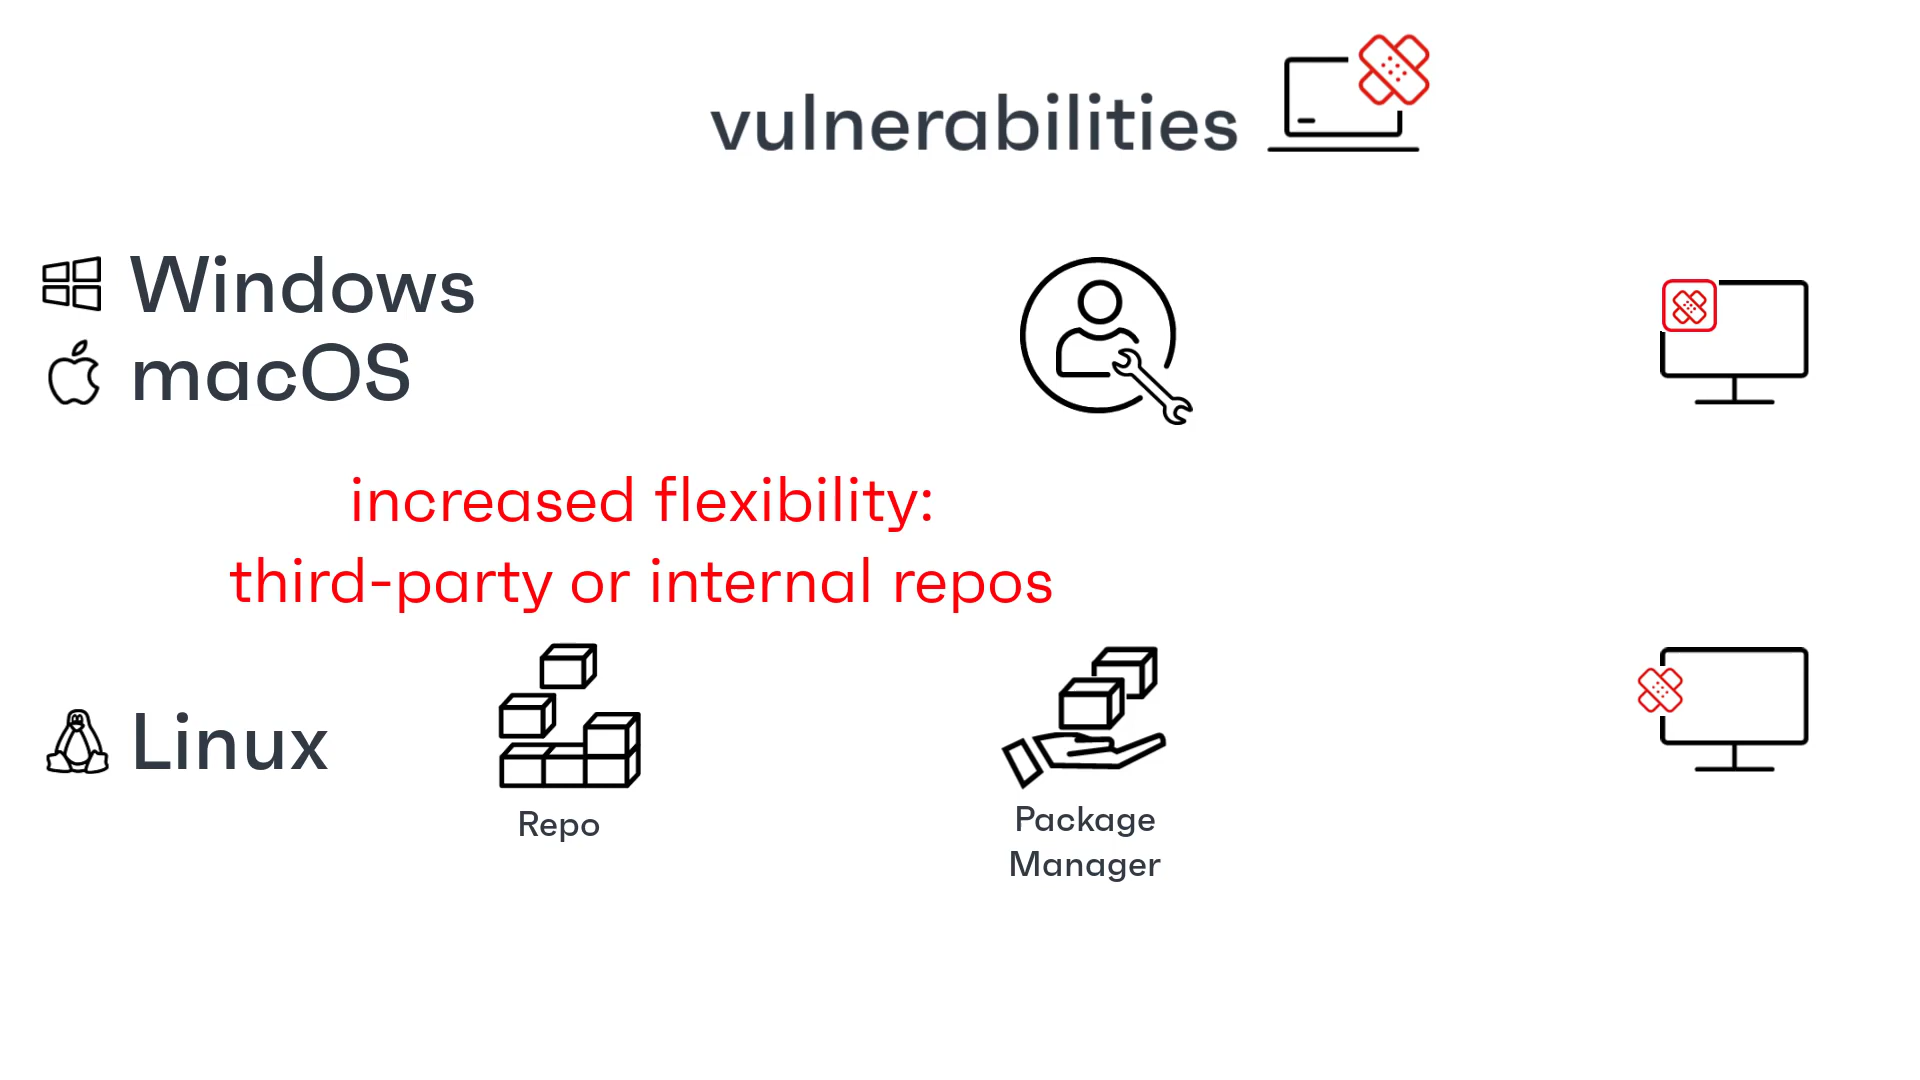 vulnerabilities
Windows
macOS
increased flexibility:
third-party or internal repos
Linux
Repo
Package
Manager